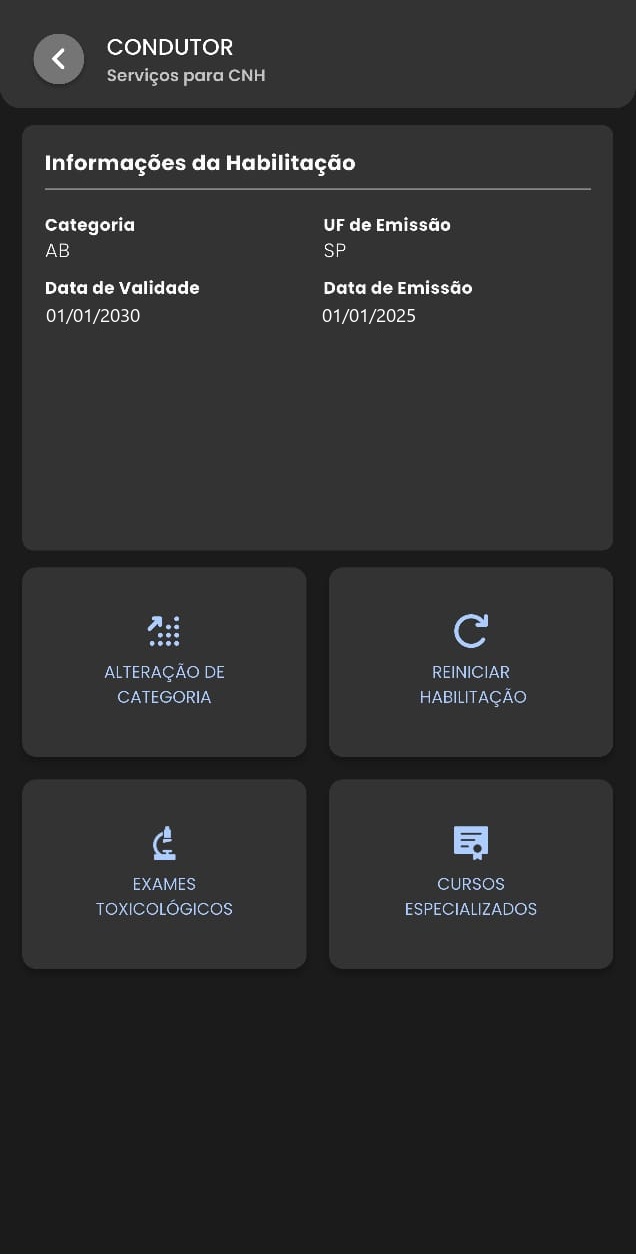 CONDUTOR
Serviços para CNH
Informações da Habilitação
Categoria
AB
UF de Emissão
SP
Data de Validade
01/01/2030
Data de Emissão
01/01/2025
ALTERAÇÃO DE
CATEGORIA
REINICIAR
HABILITAÇÃO
EXAMES
TOXICOLÓGICOS
CURSOS
ESPECIALIZADOS